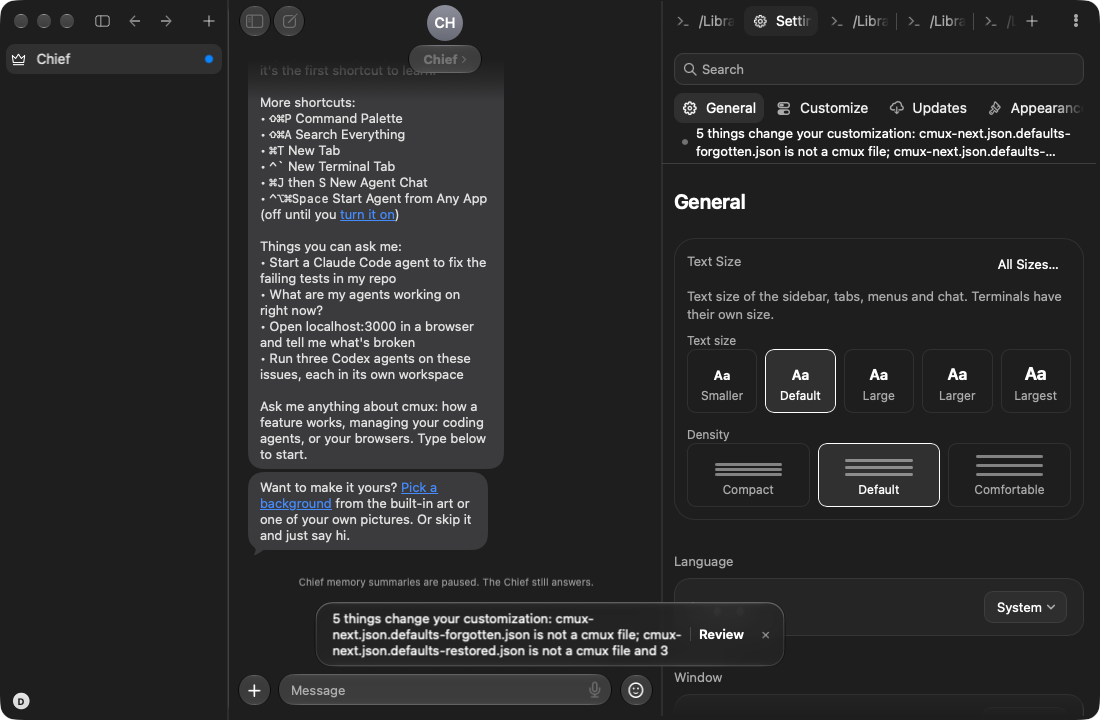 CH
/Libra
Settin
/Libra
/Libra
Chief
Chief
Search
General
Customize
Updates
Appearanc
5 things change your customization: cmux-next.json.defaults-
forgotten.json is not a cmux file; cmux-next.json.defaults-...
it's the first shortcut to learn.
More shortcuts:
• ⇧⌘P Command Palette
• ⇧⌘A Search Everything
• ⌘T New Tab
• ^` New Terminal Tab
• ⌘J then S New Agent Chat
• ^⌥⌘Space Start Agent from Any App
(off until you turn it on)
Things you can ask me:
• Start a Claude Code agent to fix the
failing tests in my repo
• What are my agents working on
right now?
• Open localhost:3000 in a browser
and tell me what's broken
• Run three Codex agents on these
issues, each in its own workspace
Ask me anything about cmux: how a
feature works, managing your coding
agents, or your browsers. Type below
to start.
Want to make it yours? Pick a
background from the built-in art or
one of your own pictures. Or skip it
and just say hi.
Chief memory summaries are paused. The Chief still answers.
5 things change your customization: cmux-
next.json.defaults-forgotten.json is not a cmux file; cmux-
next.json.defaults-restored.json is not a cmux file and 3
Review
Message
D
General
Text Size
All Sizes...
Text size of the sidebar, tabs, menus and chat. Terminals have
their own size.
Text size
Aa Aa Aa Aa Aa
Smaller Default Large Larger Largest
Density
Compact Default Comfortable
Language
System
Window